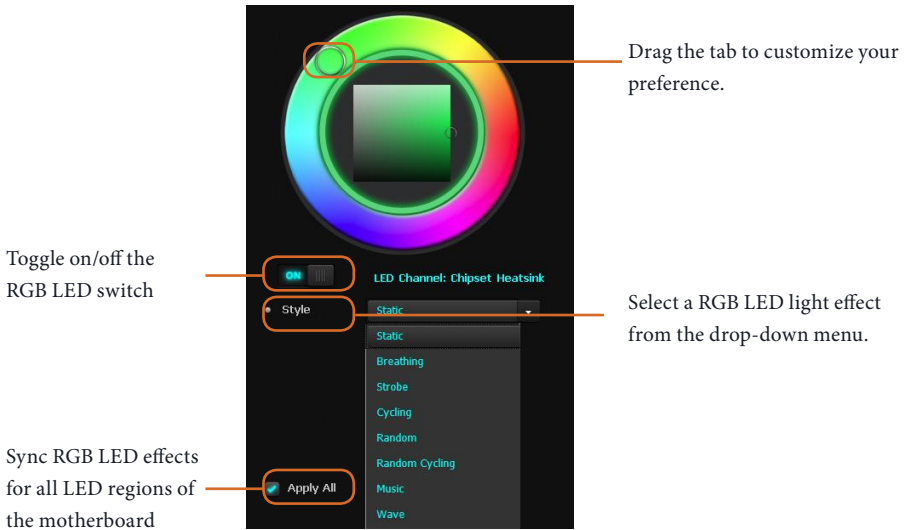 Drag the tab to customize your
preference.
Toggle on/off the
RGB LED switch
ON
LED Channel: Chipset Heatsink
Style
Static
Select a RGB LED light effect
from the drop-down menu.
Static
Breathing
Strobe
Cycling
Random
Random Cycling
Music
Wave
Sync RGB LED effects
for all LED regions of
the motherboard
Apply All